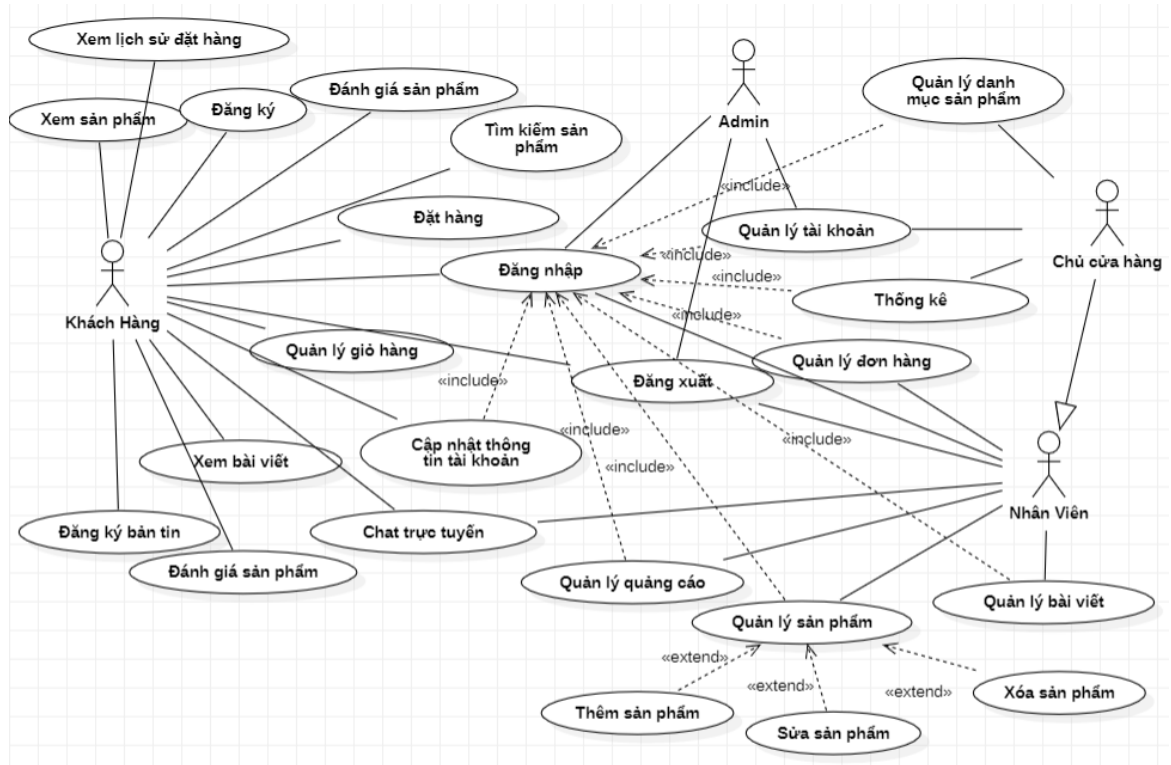 Xem lịch sử đặt hàng
Xem sản phẩm
Đăng ký
Đánh giá sản phẩm
Tìm kiếm sản
phẩm
Admin
Quản lý danh
mục sản phẩm
«include»
Đặt hàng
Quản lý tài khoản
Đăng nhập
«include»
«include»
Chủ cửa hàng
Thống kê
Khách Hàng
«include»
Quản lý giỏ hàng
Quản lý đơn hàng
«include»
Đăng xuất
Cập nhật thông
tin tài khoản
«include»
«include»
«include»
Xem bài viết
Nhân Viên
Đăng ký bản tin
Chat trực tuyến
Đánh giá sản phẩm
Quản lý quảng cáo
Quản lý bài viết
Quản lý sản phẩm
«extend»
«extend»
«extend»
Thêm sản phẩm
Sửa sản phẩm
Xóa sản phẩm